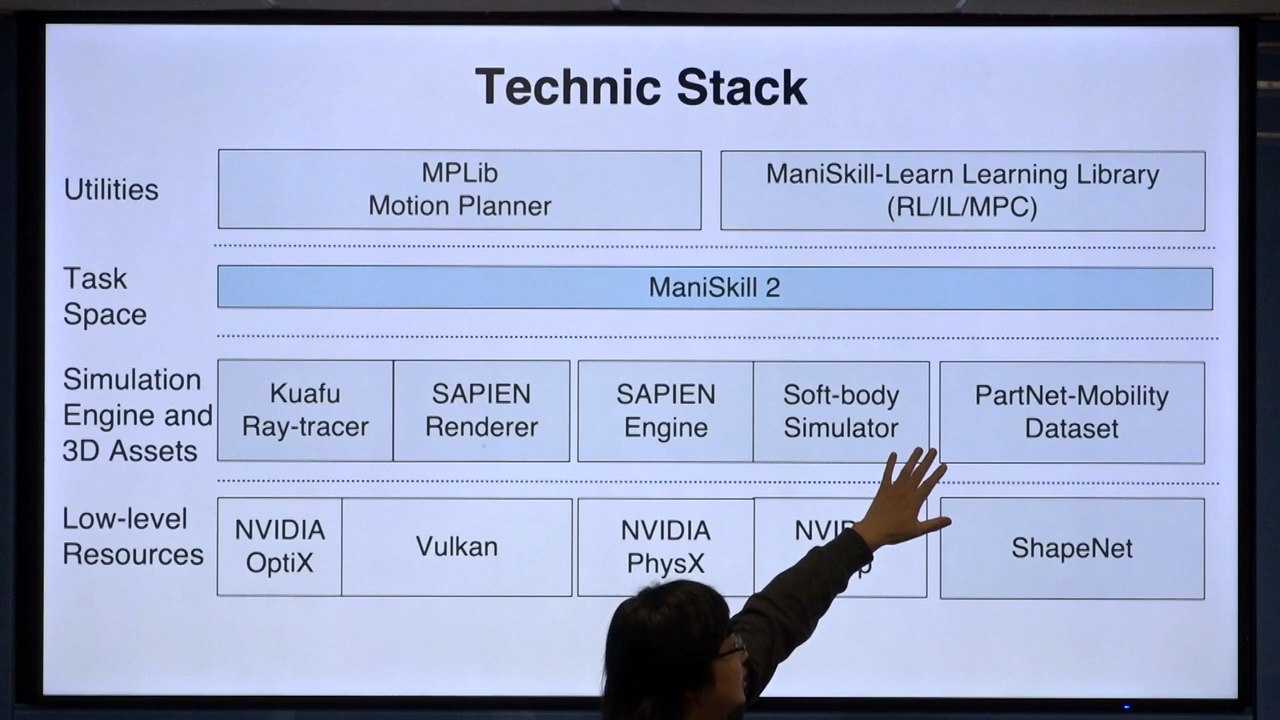 Technic Stack
Utilities
MPLib
Motion Planner
ManiSkill-Learn Learning Library
(RL/IL/MPC)
Task
Space
ManiSkill 2
Simulation
Engine and
3D Assets
Kuafu
Ray-tracer
SAPIEN
Renderer
SAPIEN
Engine
Soft-body
Simulator
PartNet-Mobility
Dataset
Low-level
Resources
NVIDIA
OptiX
Vulkan
NVIDIA
PhysX
ShapeNet